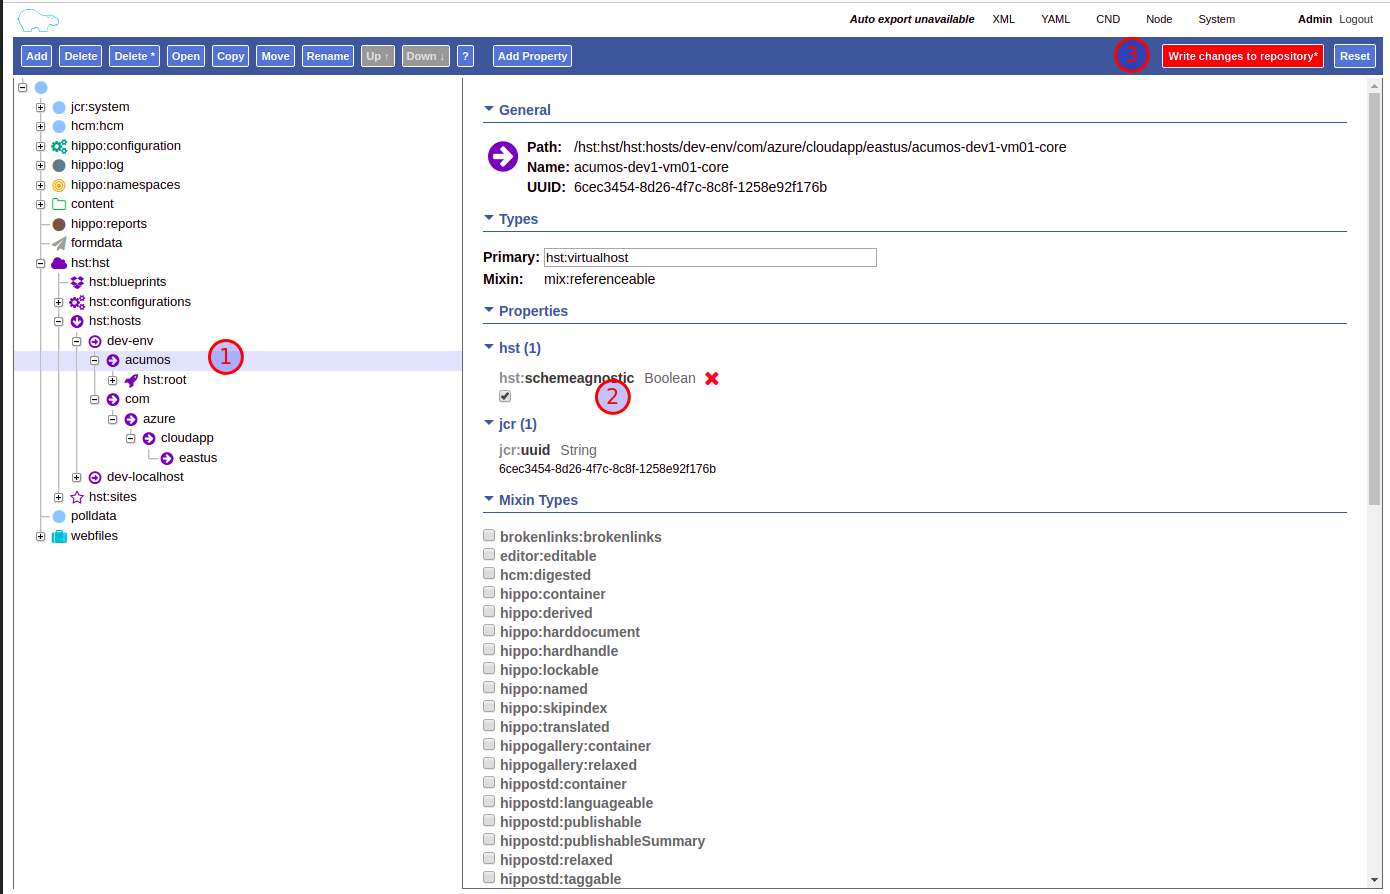 Auto export unavailable XML YAML CND Node System Admin Logout
Add Delete Delete * Open Copy Move Rename Up ↑ Down ↓ ? Add Property 3 Write changes to repository* Reset
jcr:system
hcm:hcm
hippo:configuration
hippo:log
hippo:namespaces
content
hippo:reports
formdata
hst:hst
hst:blueprints
hst:configurations
hst:hosts
dev-env
acumos 1
hst:root
com
azure
cloudapp
eastus
dev-localhost
hst:sites
polldata
webfiles
General
Path: /hst:hst/hst:hosts/dev-env/com/azure/cloudapp/eastus/acumos-dev1-vm01-core
Name: acumos-dev1-vm01-core
UUID: 6cec3454-8d26-4f7c-8c8f-1258e92f176b
Types
Primary: hst:virtualhost
Mixin: mix:referenceable
Properties
hst (1)
hst:schemeagnostic Boolean
2
jcr (1)
jcr:uuid String
6cec3454-8d26-4f7c-8c8f-1258e92f176b
Mixin Types
brokenlinks:brokenlinks
editor:editable
hcm:digested
hippo:container
hippo:derived
hippo:harddocument
hippo:hardhandle
hippo:lockable
hippo:named
hippo:skipindex
hippo:translated
hippogallery:container
hippogallery:relaxed
hippostd:container
hippostd:languageable
hippostd:publishable
hippostd:publishableSummary
hippostd:relaxed
hippostd:taggable